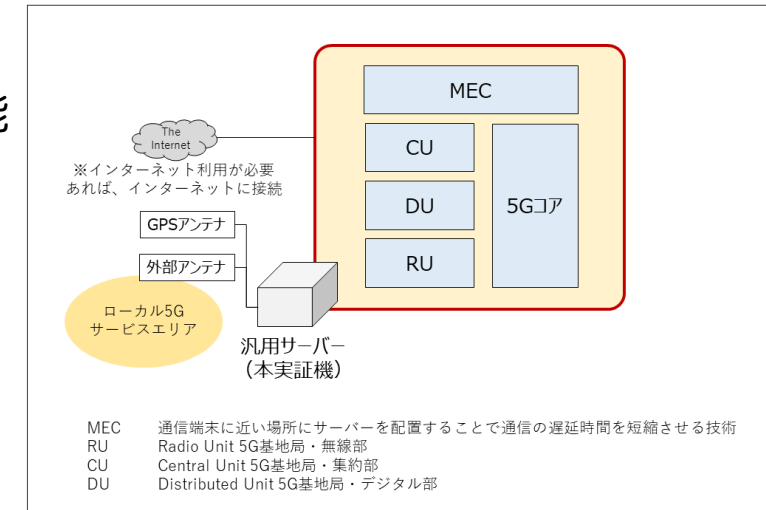 能
MEC
The
Internet
CU
※インターネット利用が必要
あれば、インターネットに接続
DU
5Gコア
GPSアンテナ
RU
外部アンテナ
ローカル5G
サービスエリア
汎用サーバー
（本実証機）
MEC 通信端末に近い場所にサーバーを配置することで通信の遅延時間を短縮させる技術
RU Radio Unit 5G基地局・無線部
CU Central Unit 5G基地局・集約部
DU Distributed Unit 5G基地局・デジタル部